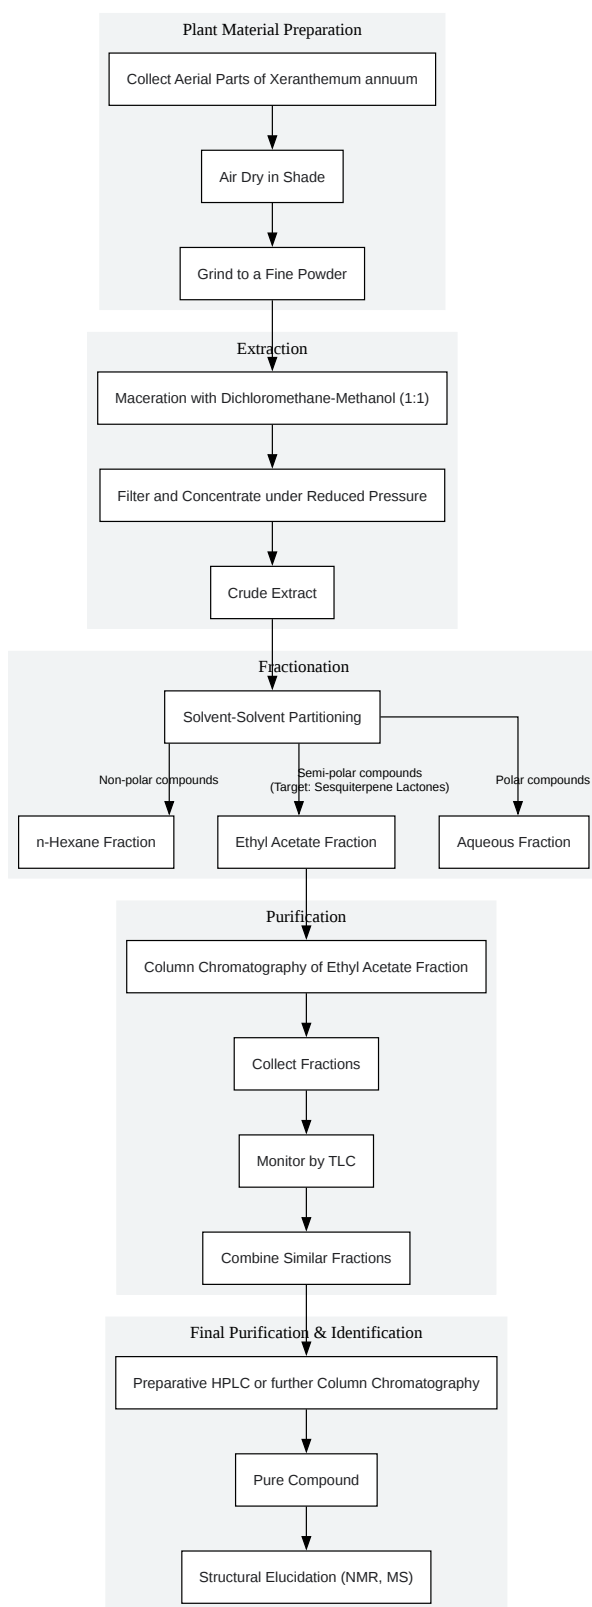 Plant Material Preparation
Collect Aerial Parts of Xeranthemum annuum
Air Dry in Shade
Grind to a Fine Powder
Extraction
Maceration with Dichloromethane-Methanol (1:1)
Filter and Concentrate under Reduced Pressure
Crude Extract
Fractionation
Solvent-Solvent Partitioning
Non-polar compounds
Semi-polar compounds
(Target: Sesquiterpene Lactones)
Polar compounds
n-Hexane Fraction
Ethyl Acetate Fraction
Aqueous Fraction
Purification
Column Chromatography of Ethyl Acetate Fraction
Collect Fractions
Monitor by TLC
Combine Similar Fractions
Final Purification & Identification
Preparative HPLC or further Column Chromatography
Pure Compound
Structural Elucidation (NMR, MS)